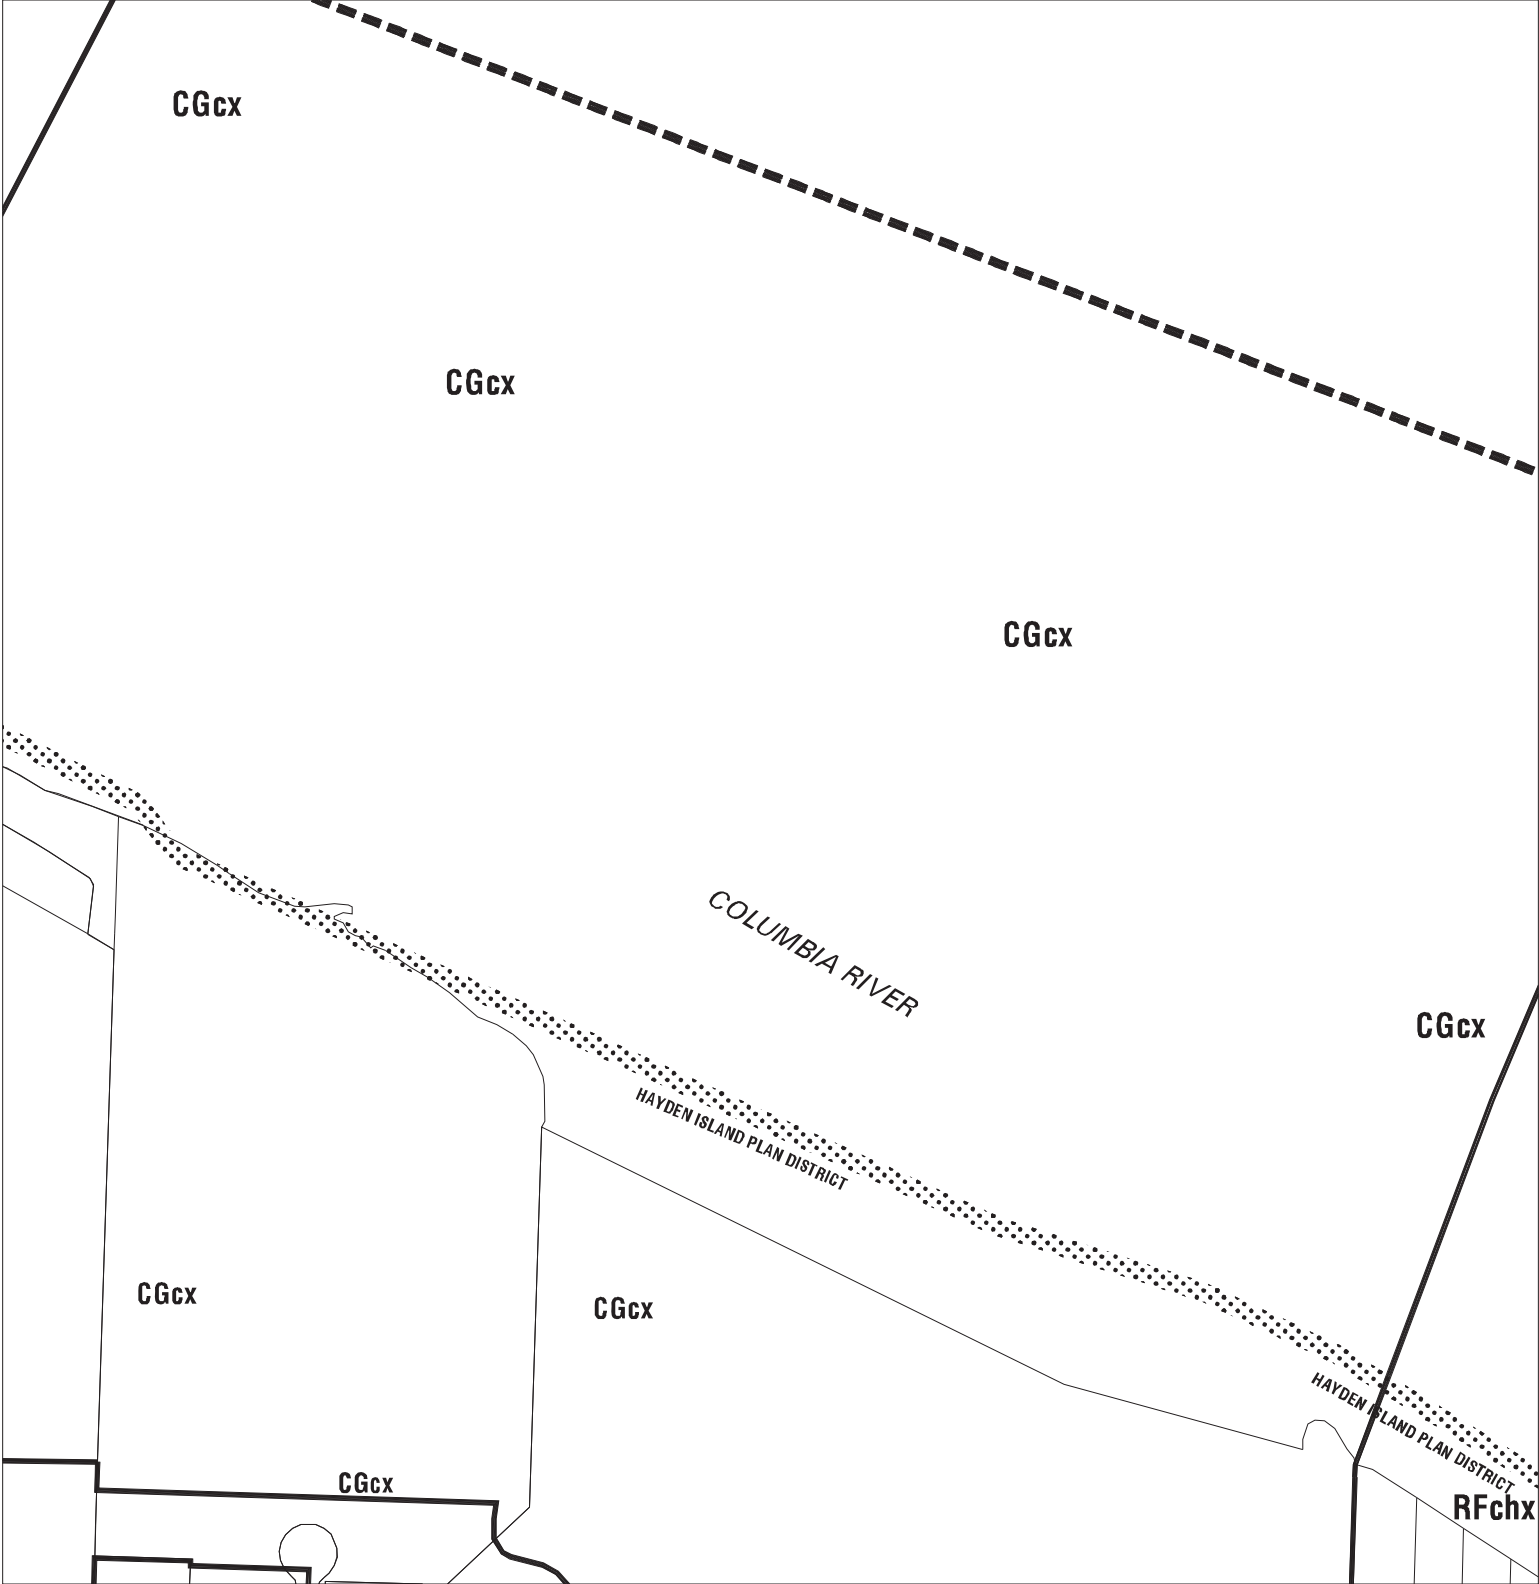 CGcx
CGcx
CGcx
COLUMBIA RIVER
CGcx
HAYDEN ISLAND PLAN DISTRICT
CGcx
CGcx
HAYDEN ISLAND PLAN DISTRICT
CGcx
RFchx